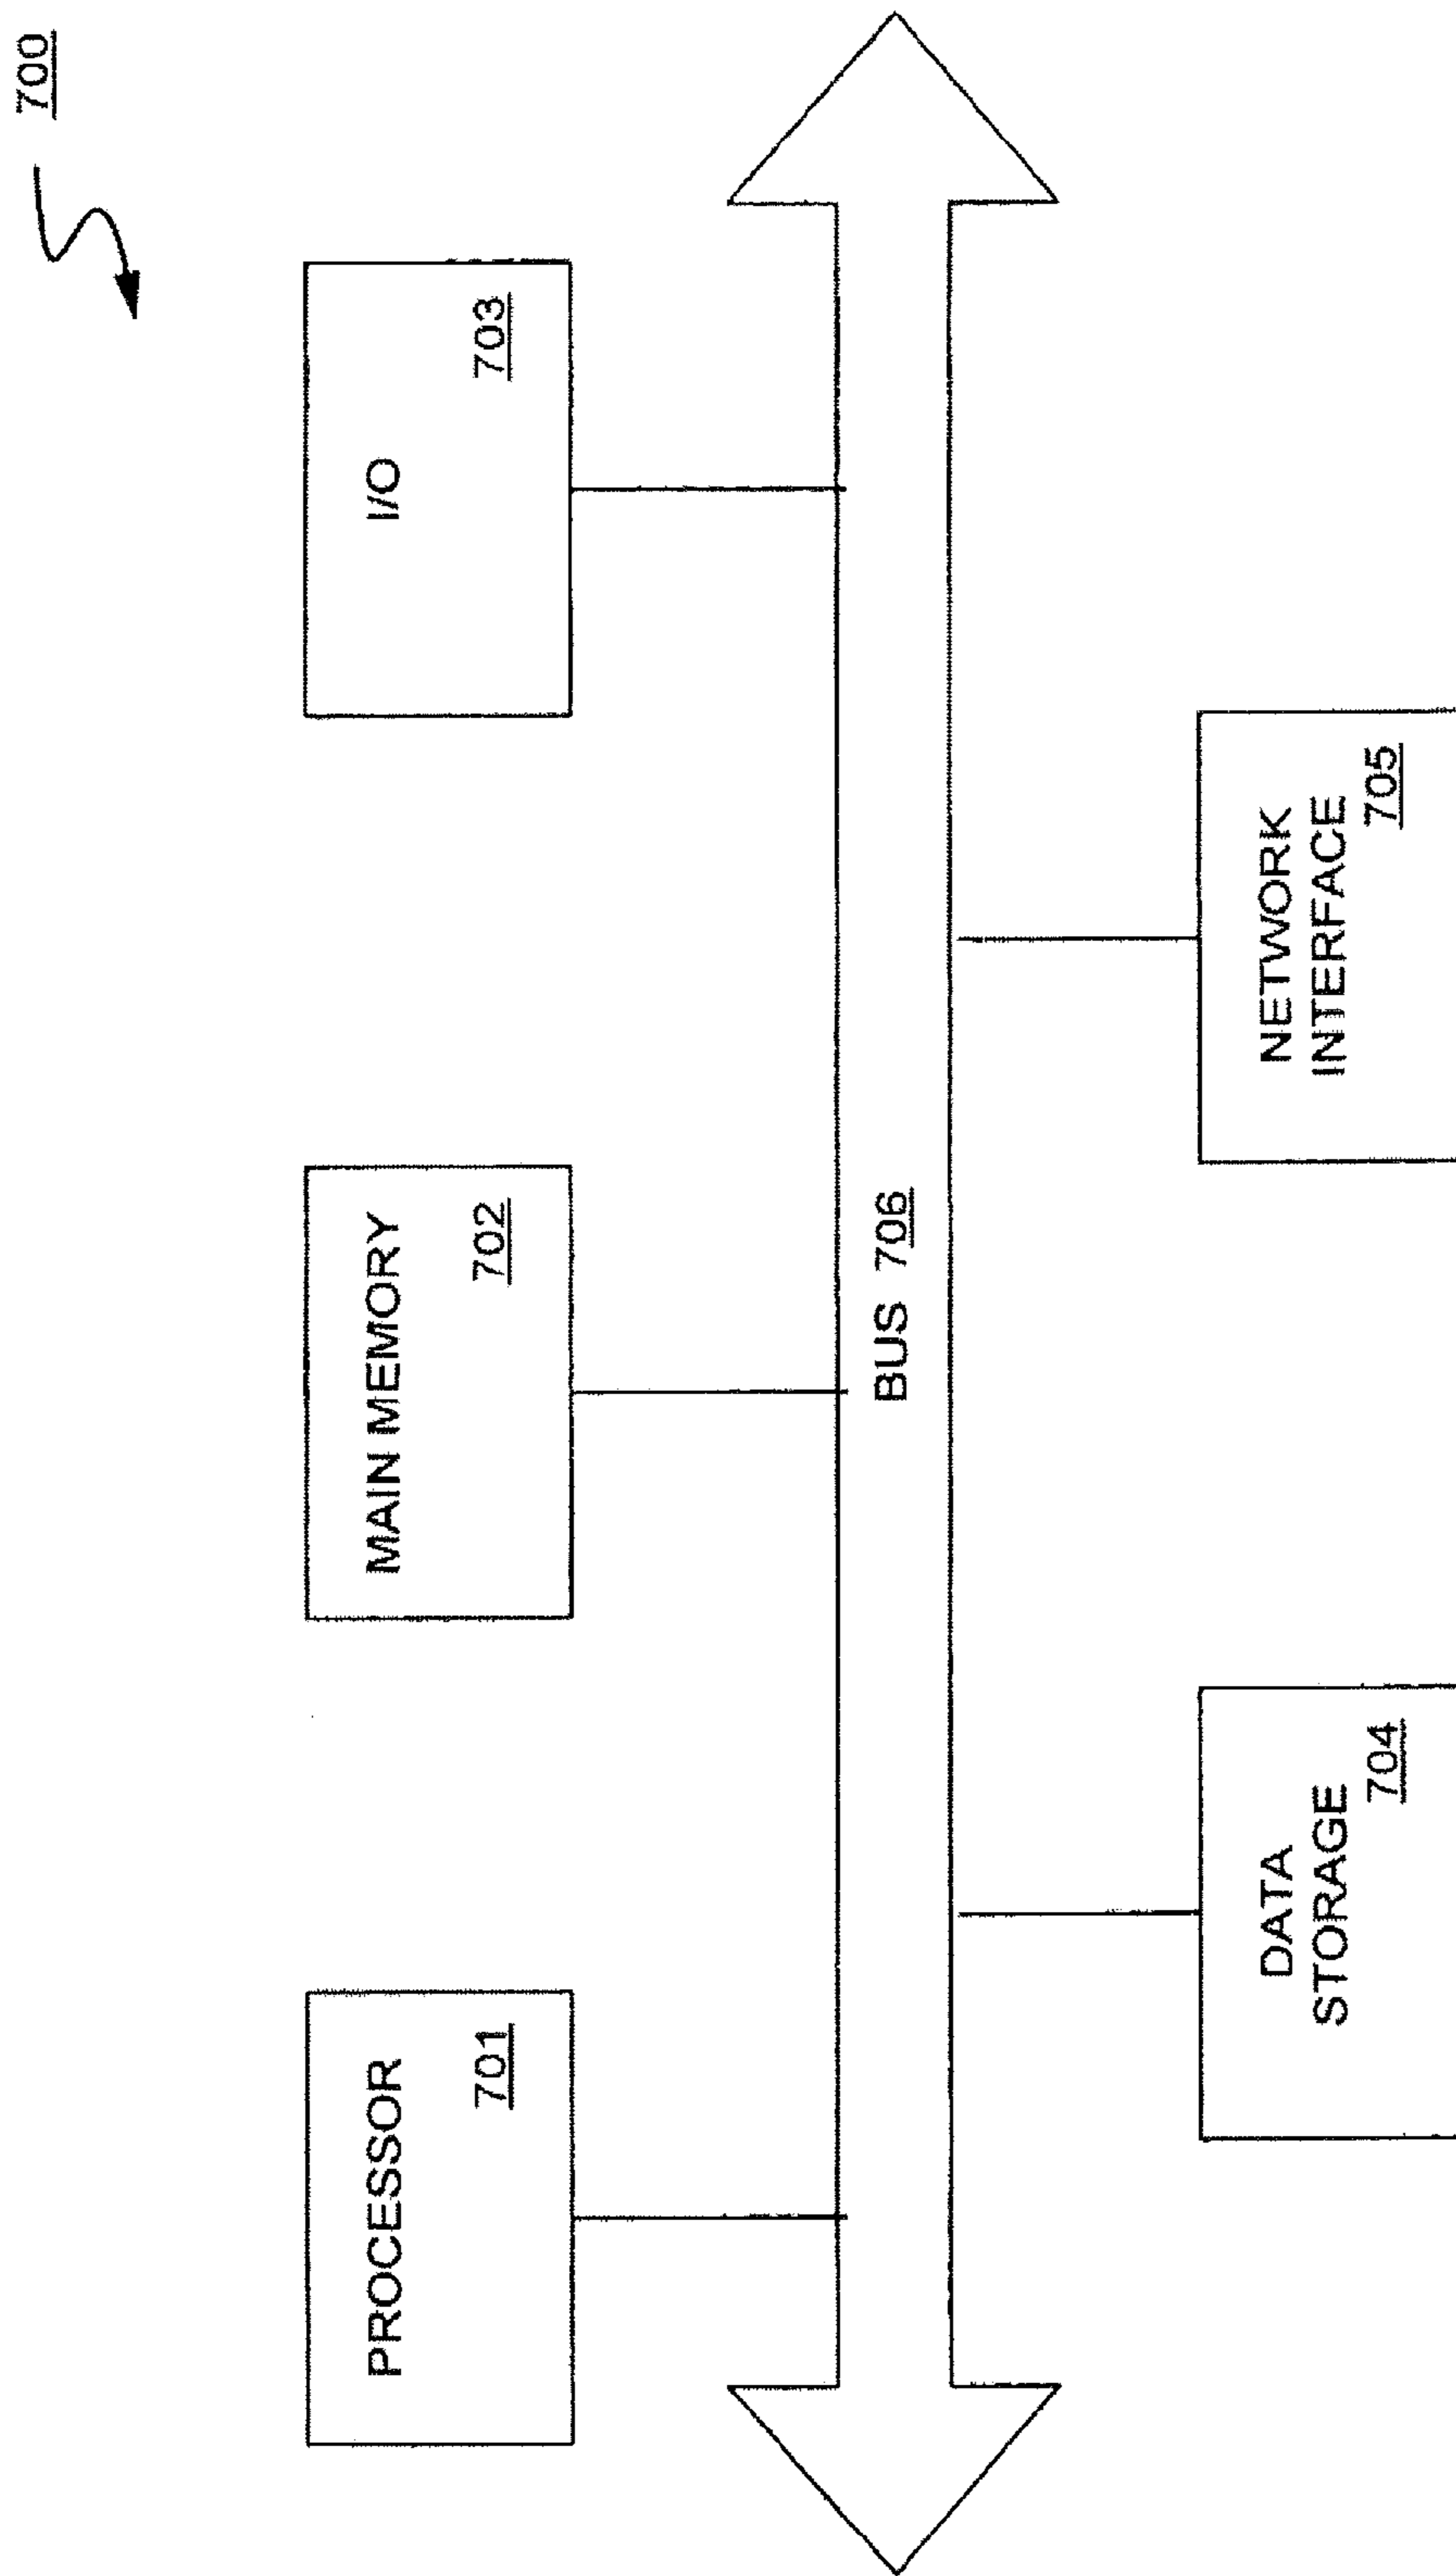 700
PROCESSOR
701
MAIN MEMORY
702
I/O
703
BUS 706
DATA
STORAGE
704
NETWORK
INTERFACE
705